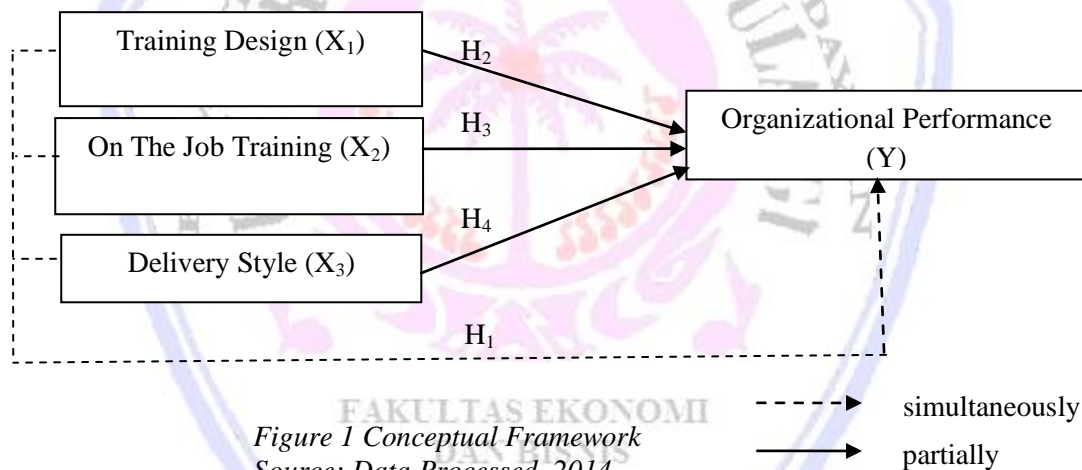 Training Design (X₁)
H₂
On The Job Training (X₂)
H₃
Organizational Performance
(Y)
Delivery Style (X₃)
H₄
H₁
simultaneously
partially
FAKULTAS EKONOMI
DAN BISNIS
Figure 1 Conceptual Framework
Source: Data Processed, 2014